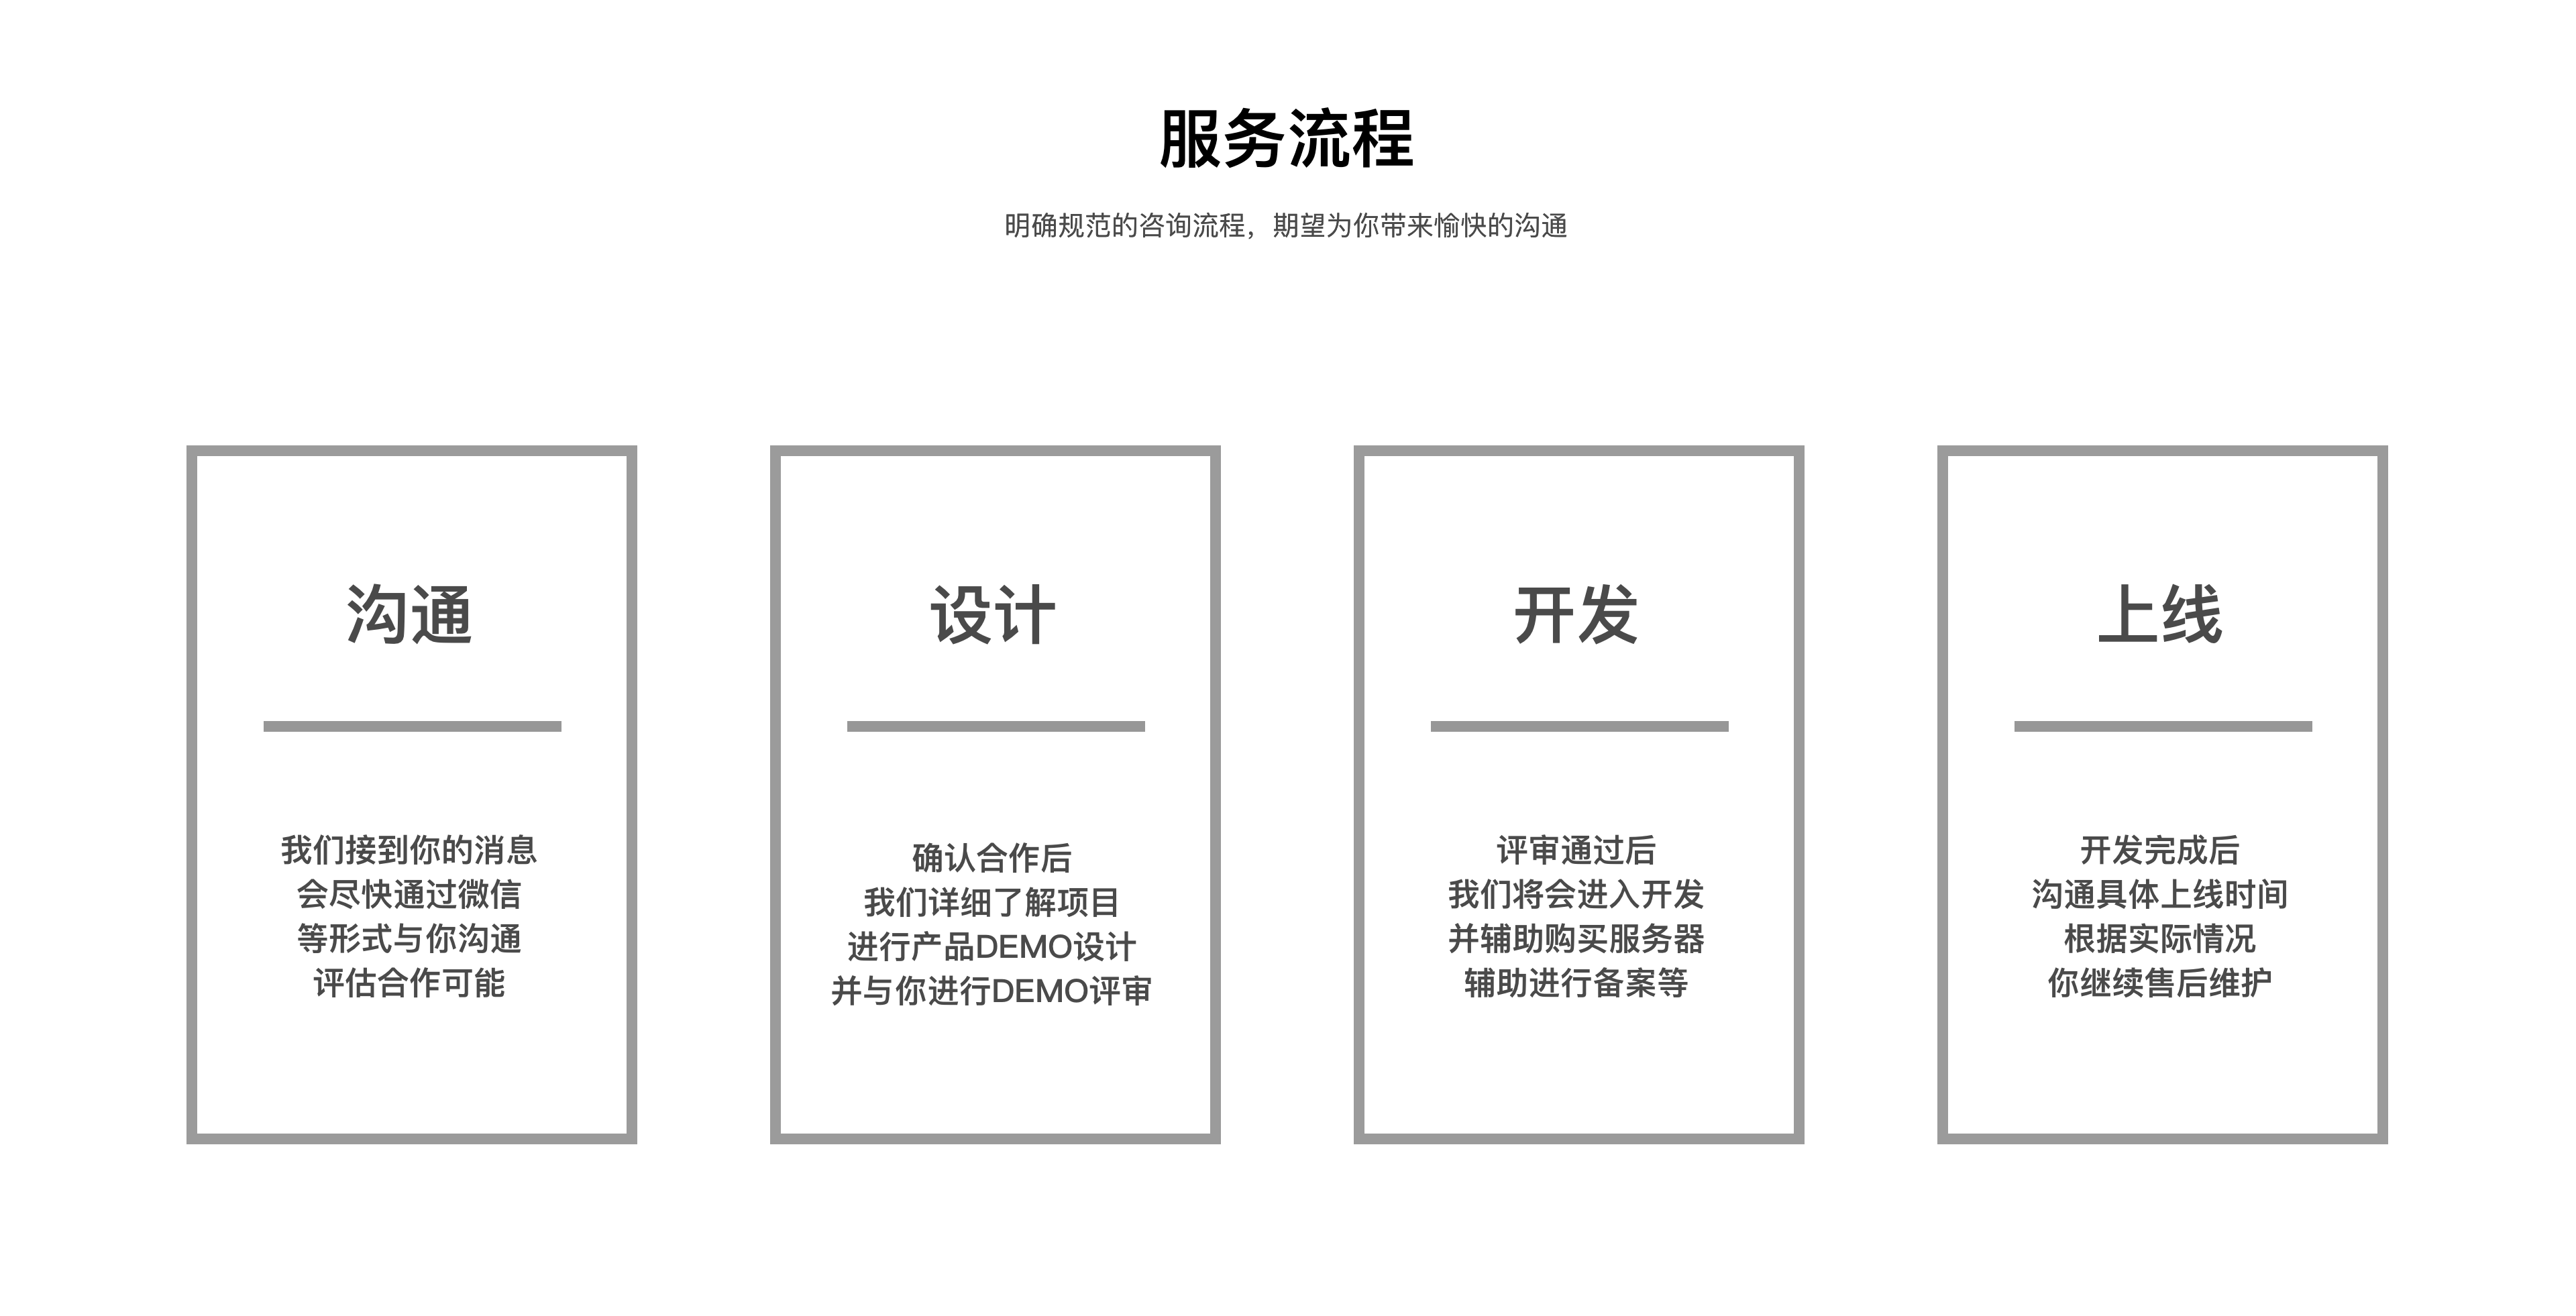 服务流程
明确规范的咨询流程，期望为你带来愉快的沟通
沟通
我们接到你的消息
会尽快通过微信
等形式与你沟通
评估合作可能
设计
确认合作后
我们详细了解项目
进行产品DEMO设计
并与你进行DEMO评审
开发
评审通过后
我们将会进入开发
并辅助购买服务器
辅助进行备案等
上线
开发完成后
沟通具体上线时间
根据实际情况
你继续售后维护